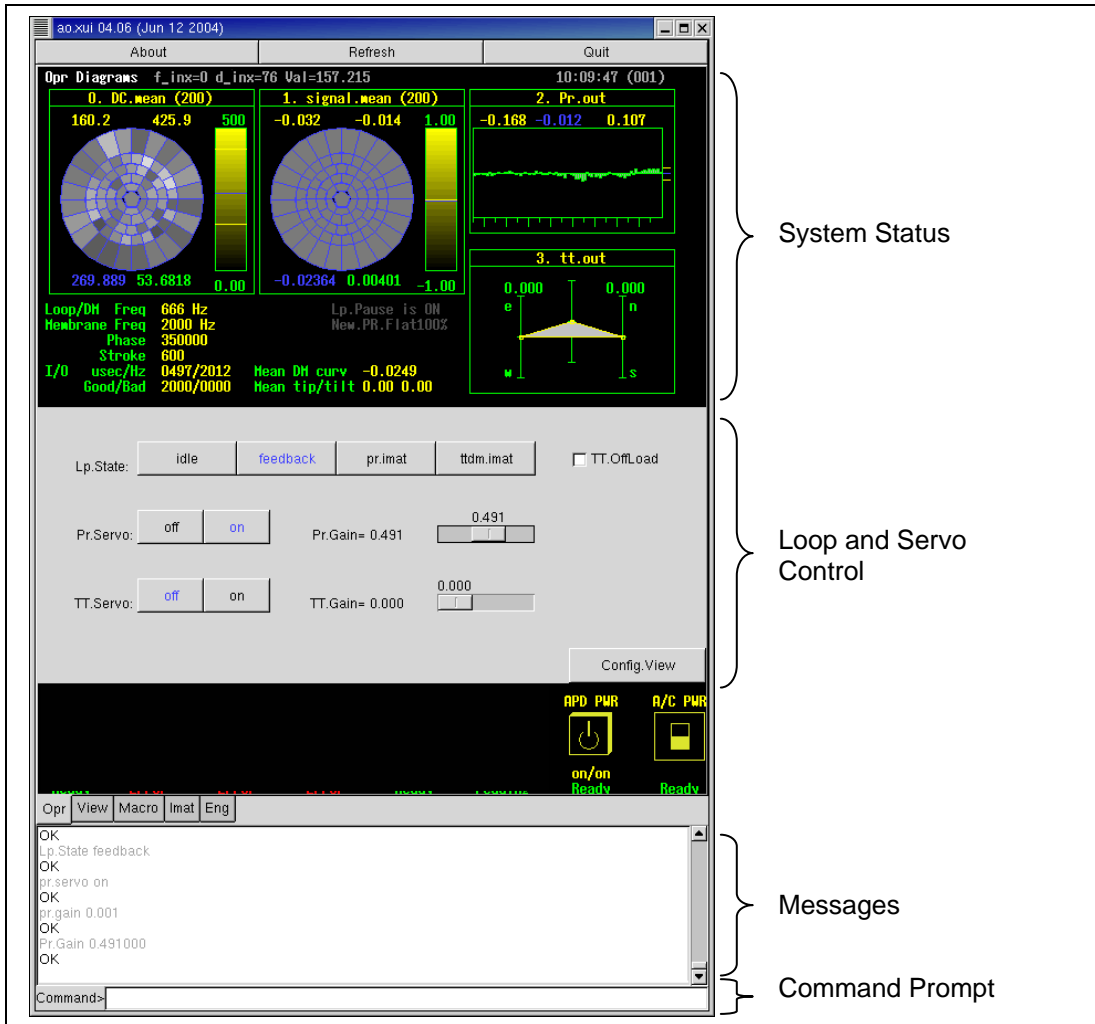 ao.xui 04.06 (Jun 12 2004)
About Refresh Quit
Opr Diagrams f_inx=0 d_inx=76 Val=157.215 10:09:47 (001)
0. DC.mean (200) 1. signal.mean (200) 2. Pr.out
160.2 425.9 500 -0.032 -0.014 1.00 -0.168 -0.012 0.107
System Status
3. tt.out
269.889 53.6818 0.00 -0.02364 0.00401 -1.00 0.000 0.000
e n
Loop/DM Freq 666 Hz Lp.Pause is ON
Membrane Freq 2000 Hz New.PR.Flat100%
Phase 350000
Stroke 600
I/O usec/Hz 0497/2012 Mean DM curv -0.0249 w s
Good/Bad 2000/0000 Mean tip/tilt 0.00 0.00
Lp.State: idle feedback pr.imat ttdm.imat TT.OffLoad
0.491
Pr.Servo: off on Pr.Gain= 0.491
Loop and Servo
Control
0.000
TT.Servo: off on TT.Gain= 0.000
Config.View
APD PWR A/C PWR
on/on
Ready Error Error Error Ready Ready Ready
Opr View Macro Imat Eng
OK
Lp.State feedback
OK
pr.servo on
OK
pr.gain 0.001
OK
Pr.Gain 0.491000
OK
Messages
Command>
Command Prompt